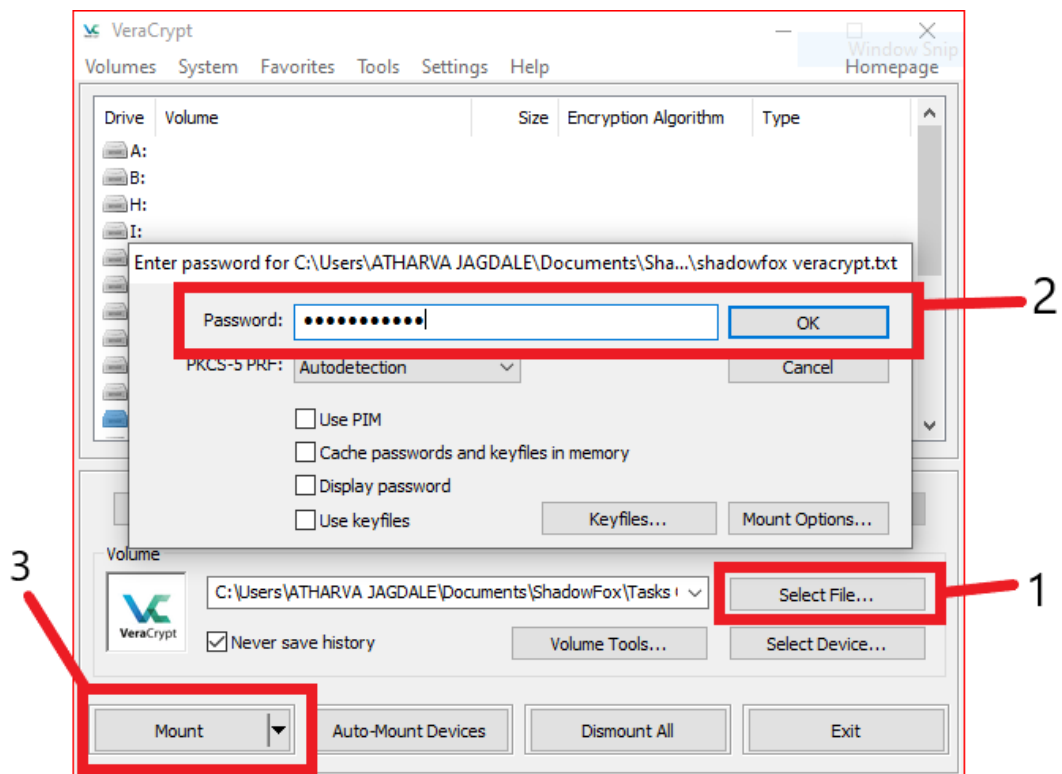 VeraCrypt
Window Snip
Volumes System Favorites Tools Settings Help Homepage
Drive Volume Size Encryption Algorithm Type
A:
B:
H:
I:
Enter password for C:\Users\ATHARVA JAGDALE\Documents\Sha...\shadowfox veracrypt.txt
2
Password: ●●●●●●●●●●● OK
PKCS-5 PRF: Autodetection Cancel
Use PIM
Cache passwords and keyfiles in memory
Display password
Use keyfiles Keyfiles... Mount Options...
Volume
3
C:\Users\ATHARVA JAGDALE\Documents\ShadowFox\Tasks Select File... 1
VeraCrypt
Never save history Volume Tools... Select Device...
Mount Auto-Mount Devices Dismount All Exit